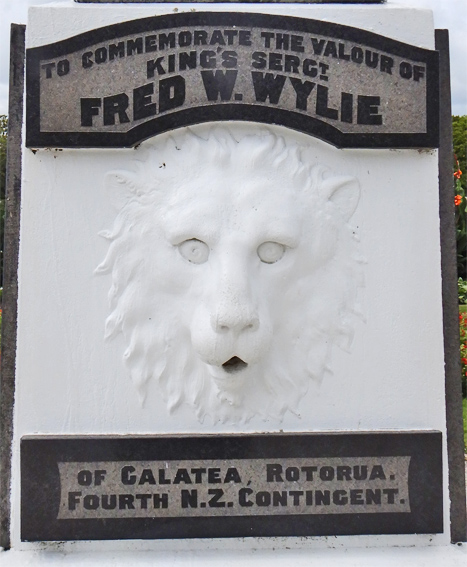 TO COMMEMORATE THE VALOUR OF
KING'S SERGT
FRED W. WYLIE
OF GALATEA, ROTORUA.
FOURTH N.Z. CONTINGENT.